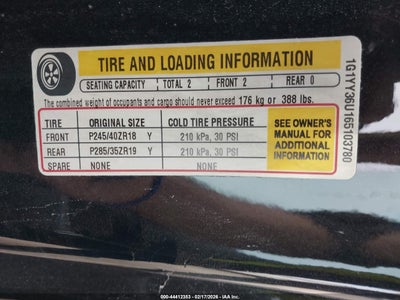 TIRE AND LOADING INFORMATION
SEATING CAPACITY TOTAL 2 FRONT 2 REAR 0
The combined weight of occupants and cargo should never exceed 176 kg or 388 lbs.
TIRE ORIGINAL SIZE COLD TIRE PRESSURE
FRONT P245/40ZR18 Y 210 kPa, 30 PSI
REAR P285/35ZR19 Y 210 kPa, 30 PSI
SPARE NONE NONE
SEE OWNER'S
MANUAL FOR
ADDITIONAL
INFORMATION
1G1YY36U165103780
000-44412353 - 02/17/2026 - IAA Inc.